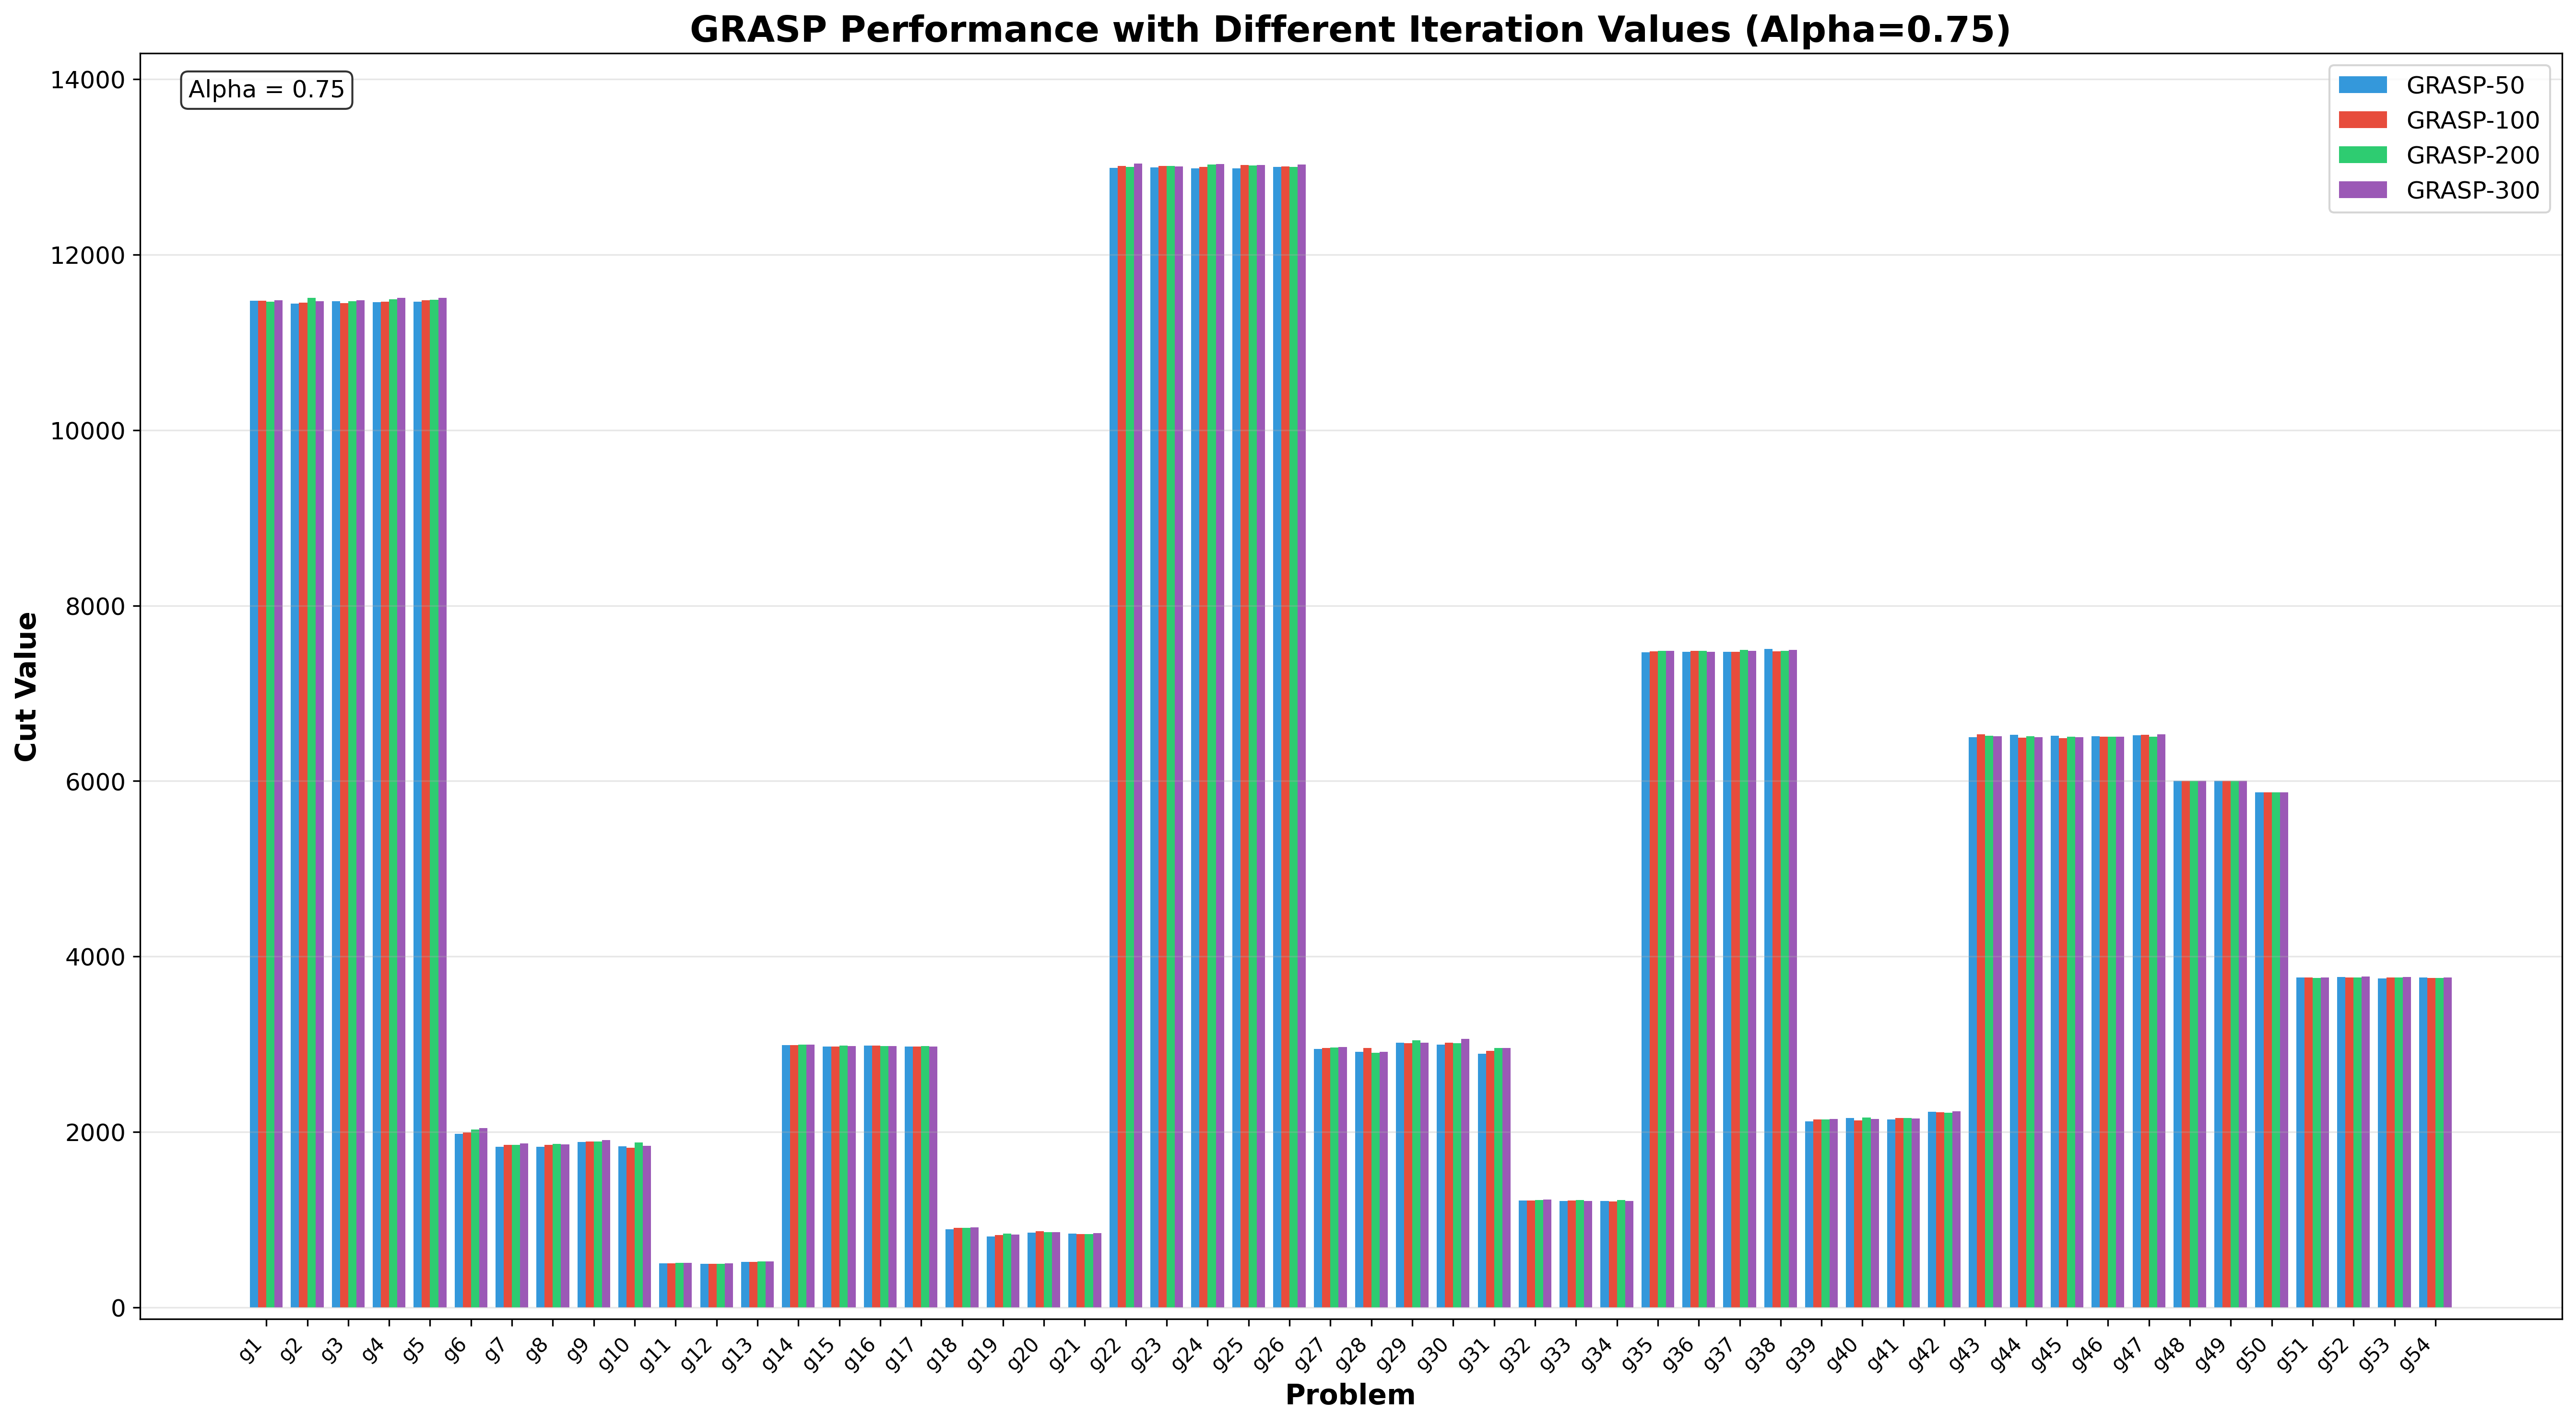 GRASP Performance with Different Iteration Values (Alpha=0.75)
Alpha = 0.75
GRASP-50
GRASP-100
GRASP-200
GRASP-300
14000
12000
10000
8000
6000
4000
2000
0
Cut Value
g1 g2 g3 g4 g5 g6 g7 g8 g9 g10 g11 g12 g13 g14 g15 g16 g17 g18 g19 g20 g21 g22 g23 g24 g25 g26 g27 g28 g29 g30 g31 g32 g33 g34 g35 g36 g37 g38 g39 g40 g41 g42 g43 g44 g45 g46 g47 g48 g49 g50 g51 g52 g53 g54
Problem